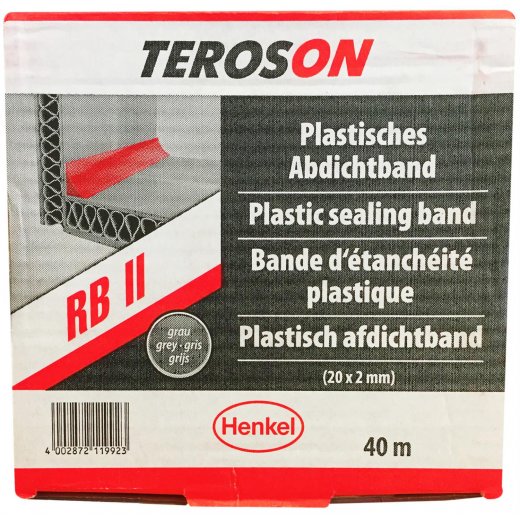 TEROSON
Plastisches
Abdichtband
Plastic sealing band
Bande d'étanchéité
plastique
Plastisch afdichtband
(20 x 2 mm)
RB II
grau
grey · gris
grijs
Henkel
40 m
4 002872 119923